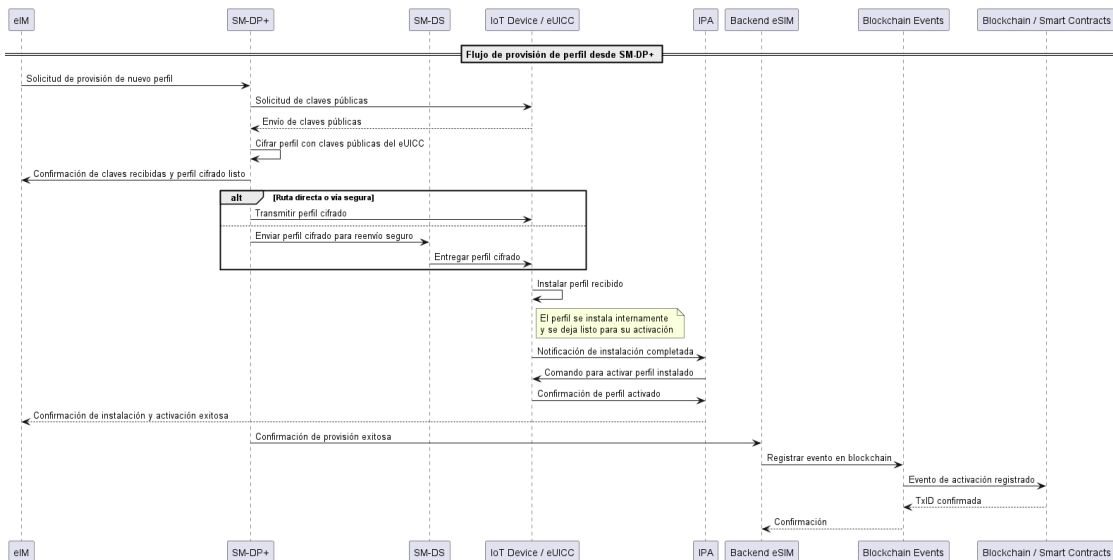 eIM SM-DP+ SM-DS IoT Device / eUICC IPA Backend eSIM Blockchain Events Blockchain / Smart Contracts
Flujo de provisión de perfil desde SM-DP+
Solicitud de provisión de nuevo perfil
Solicitud de claves públicas
Envío de claves públicas
Cifrar perfil con claves públicas del eUICC
Confirmación de claves recibidas y perfil cifrado listo
alt [Ruta directa o vía segura]
Transmitir perfil cifrado
Enviar perfil cifrado para reenvío seguro
Entregar perfil cifrado
Instalar perfil recibido
El perfil se instala internamente
y se deja listo para su activación
Notificación de instalación completada
Comando para activar perfil instalado
Confirmación de perfil activado
Confirmación de instalación y activación exitosa
Confirmación de provisión exitosa
Registrar evento en blockchain
Evento de activación registrado
TxID confirmada
Confirmación
eIM SM-DP+ SM-DS IoT Device / eUICC IPA Backend eSIM Blockchain Events Blockchain / Smart Contracts